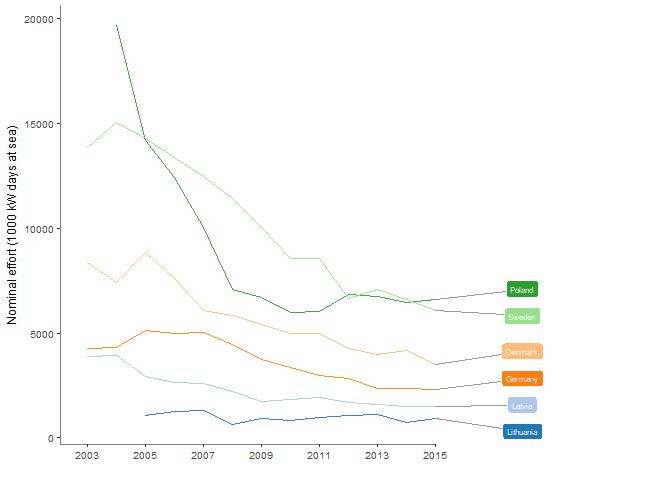 Nominal effort (1000 kW days at sea)
20000
15000
10000
5000
0
2003 2005 2007 2009 2011 2013 2015
Poland
Sweden
Denmark
Germany
Latvia
Lithuania